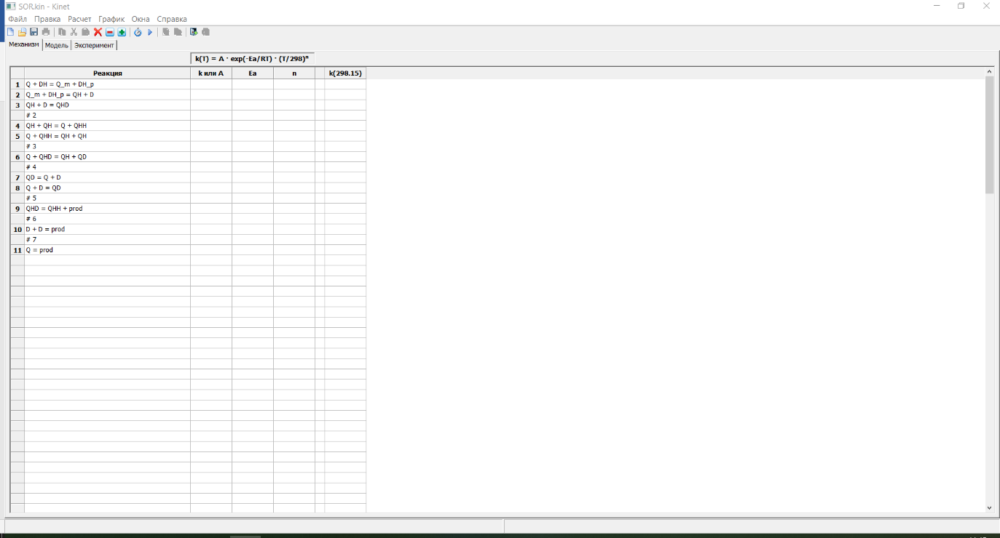 SOR.kin - Kinet
Файл Правка Расчет График Окна Справка
Механизм Модель Эксперимент
k(T) = A · exp(-Ea/RT) · (T/298)ⁿ
Реакция k или A Ea n k(298.15)
1 Q + DH = Q_m + DH_p
2 Q_m + DH_p = QH + D
3 QH + D = QHD
# 2
4 QH + QH = Q + QHH
5 Q + QHH = QH + QH
# 3
6 Q + QHD = QH + QD
# 4
7 QD = Q + D
8 Q + D = QD
# 5
9 QHD = QHH + prod
# 6
10 D + D = prod
# 7
11 Q = prod